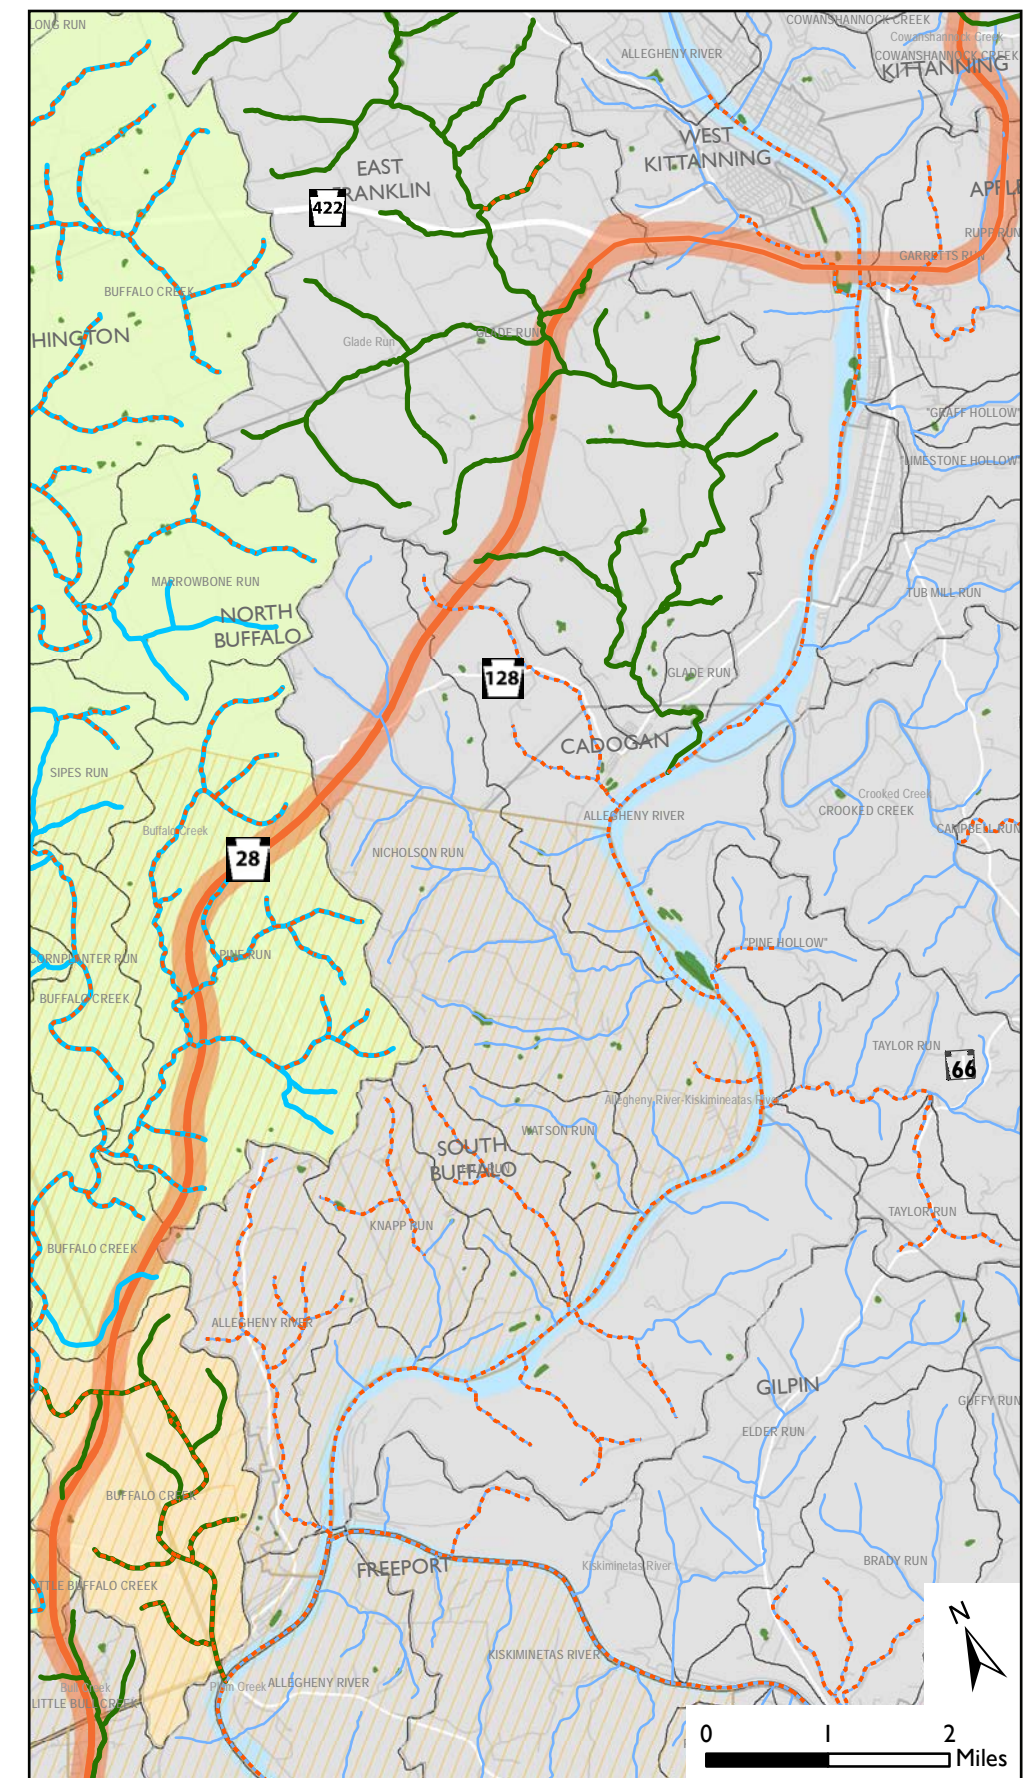 LONG RUN
COWANSHANNOCK CREEK
Cowanshannock Creek
ALLEGHENY RIVER
COWANSHANNOCK CREEK
KITTANNING
WEST
KITTANNING
EAST
FRANKLIN
422
APPLE
RUPP RUN
GARRETTS RUN
BUFFALO CREEK
HINGTON
GLADE RUN
Glade Run
"GRAFF HOLLOW"
"LIMESTONE HOLLOW"
MARROWBONE RUN
TUB MILL RUN
NORTH
BUFFALO
128
GLADE RUN
CADOGAN
SIPES RUN
Crooked Creek
CROOKED CREEK
ALLEGHENY RIVER
CAMPBELL RUN
Buffalo Creek
28
NICHOLSON RUN
"PINE HOLLOW"
PINE RUN
CORNPLANTER RUN
BUFFALO CREEK
TAYLOR RUN
66
Allegheny River-Kiskiminetas River
WATSON RUN
SOUTH
BUFFALO
KNAPP RUN
TAYLOR RUN
BUFFALO CREEK
ALLEGHENY RIVER
GILPIN
GUFFY RUN
ELDER RUN
BUFFALO CREEK
FREEPORT
Kiskiminetas River
BRADY RUN
LITTLE BUFFALO CREEK
N
KISKIMINETAS RIVER
Bull Creek
Plum Creek
ALLEGHENY RIVER
LITTLE BULL CREEK
0 1 2
Miles